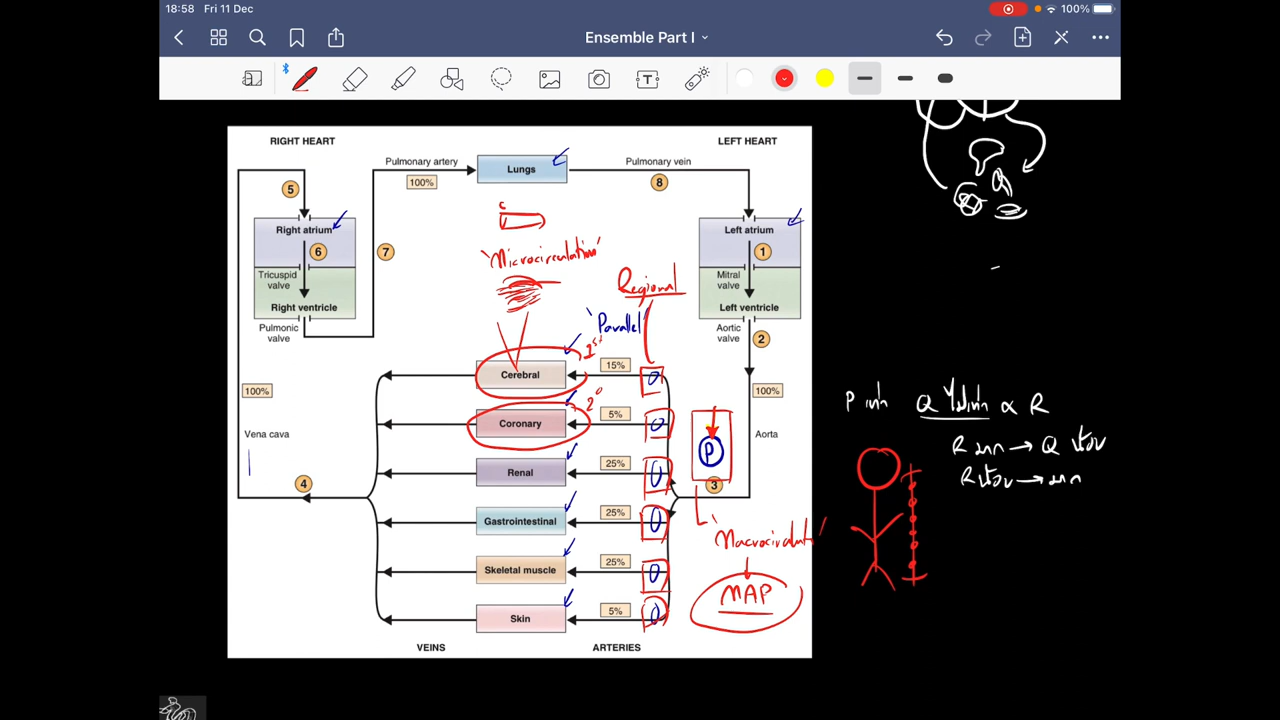 18:58 Fri 11 Dec
100%
Ensemble Part I
RIGHT HEART
LEFT HEART
Pulmonary artery
Lungs
Pulmonary vein
100%
8
5
Right atrium
Left atrium
6
7
1
'Microcirculation'
Tricuspid
valve
Mitral
valve
Regional
Right ventricle
Left ventricle
Pulmonic
valve
'Parallel'
Aortic
valve
2
1st
Cerebral
15%
100%
100%
2°
Coronary
5%
Vena cava
P
Aorta
Renal
25%
4
3
Gastrointestinal
25%
'Macrocirculation'
Skeletal muscle
25%
MAP
Skin
5%
VEINS
ARTERIES